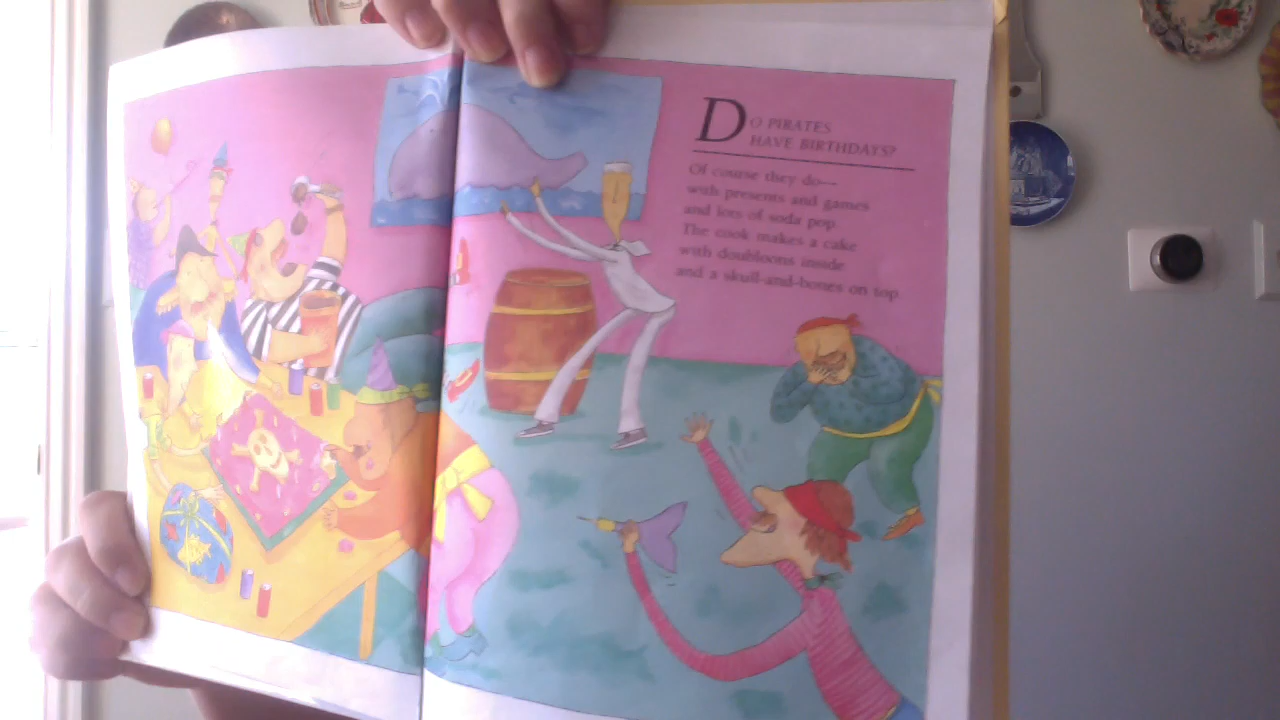 DO PIRATES
HAVE BIRTHDAYS?
Of course they do—
with presents and games
and lots of soda pop.
The cook makes a cake
with doubloons inside
and a skull-and-bones on top.